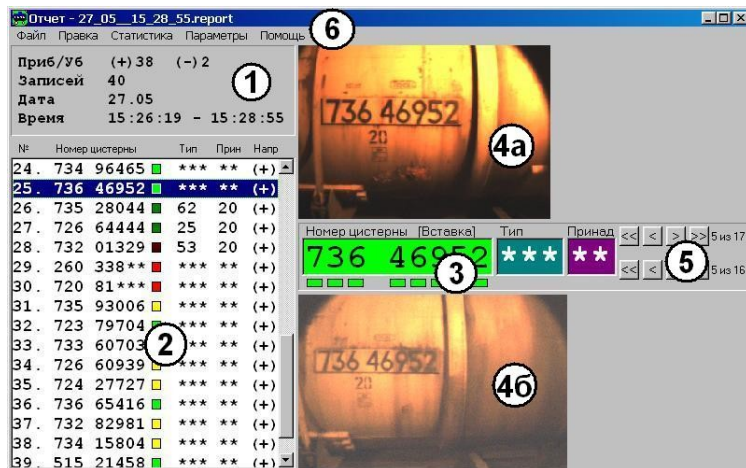 Отчет - 27_05__15_28_55.report
Файл Правка Статистика Параметры Помощь
6
Приб/Уб (+)38 (-)2
Записей 40
Дата 27.05
Время 15:26:19 - 15:28:55
1
№ Номер цистерны Тип Прин Напр
24. 734 96465 *** ** (+)
25. 736 46952 *** ** (+)
26. 735 28044 62 20 (+)
27. 726 64444 25 20 (+)
28. 732 01329 53 20 (+)
29. 260 338** *** ** (+)
30. 720 81*** *** ** (+)
31. 735 93006 *** ** (+)
32. 723 79704 *** ** (+)
33. 733 60703 ** (+)
34. 726 60939 *** ** (+)
35. 724 27727 *** ** (+)
36. 736 65416 *** ** (+)
37. 732 82981 *** ** (+)
38. 734 15804 *** ** (+)
39. 515 21458 *** ** (+)
2
736 46952
20
4а
Номер цистерны [Вставка] Тип Принад
736 46952 *** **
<< < > >> 5 из 17
<< < 5 из 16
3
5
736 46952
20
4б